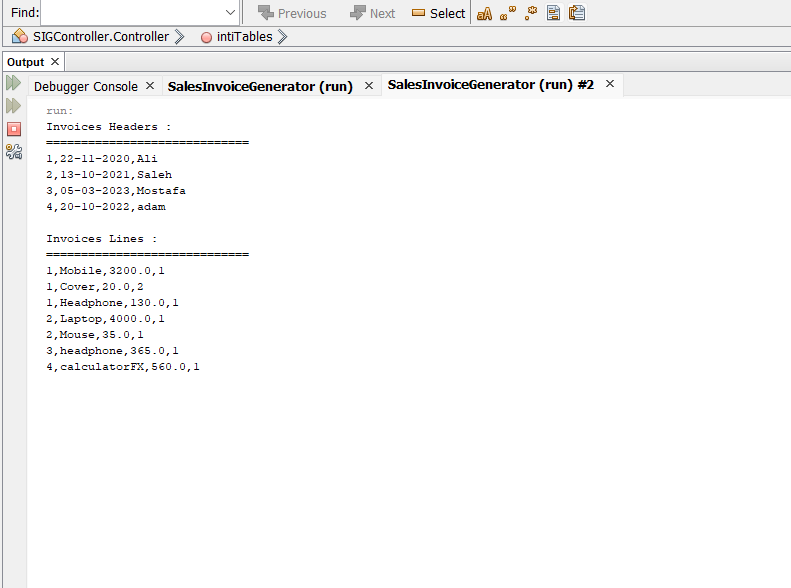 Find: Previous Next Select
SIGController.Controller intiTables
Output
Debugger Console SalesInvoiceGenerator (run) SalesInvoiceGenerator (run) #2
run:
Invoices Headers :
=============================
1,22-11-2020,Ali
2,13-10-2021,Saleh
3,05-03-2023,Mostafa
4,20-10-2022,adam
Invoices Lines :
=============================
1,Mobile,3200.0,1
1,Cover,20.0,2
1,Headphone,130.0,1
2,Laptop,4000.0,1
2,Mouse,35.0,1
3,headphone,365.0,1
4,calculatorFX,560.0,1